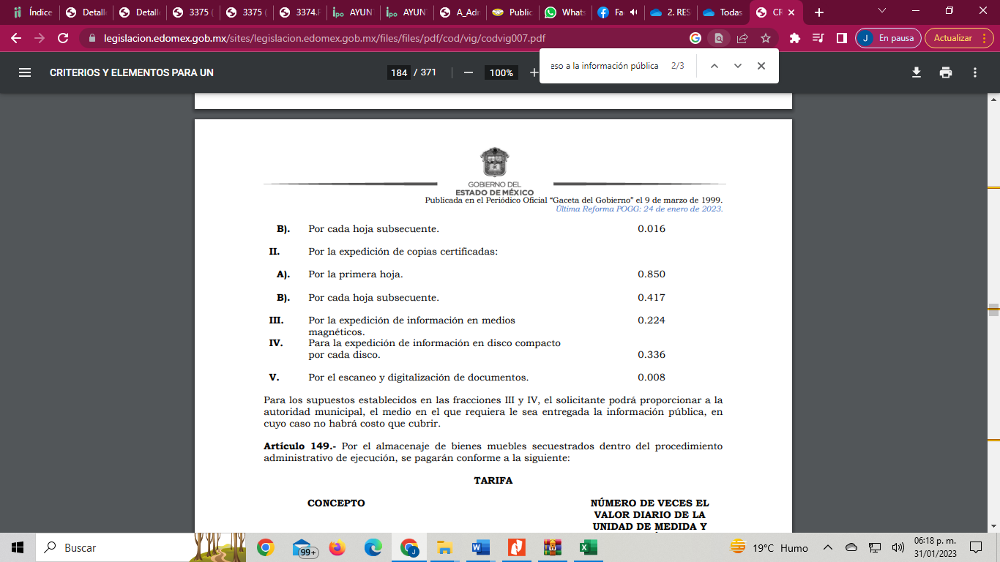 Índice
Detall
Detall
3375 (
3375 (
3374.F
ipo AYUN
ipo AYUN
A_Adr
Public
Whats
Fa
2. RES
Todas
CR
legislacion.edomex.gob.mx/sites/legislacion.edomex.gob.mx/files/files/pdf/cod/vig/codvig007.pdf
J En pausa
Actualizar
CRITERIOS Y ELEMENTOS PARA UN
184 / 371
100%
eso a la información pública 2/3
GOBIERNO DEL
ESTADO DE MÉXICO
Publicada en el Periódico Oficial “Gaceta del Gobierno” el 9 de marzo de 1999.
Última Reforma POGG: 24 de enero de 2023.
B). Por cada hoja subsecuente. 0.016
II. Por la expedición de copias certificadas:
A). Por la primera hoja. 0.850
B). Por cada hoja subsecuente. 0.417
III. Por la expedición de información en medios 0.224
magnéticos.
IV. Para la expedición de información en disco compacto
por cada disco. 0.336
V. Por el escaneo y digitalización de documentos. 0.008
Para los supuestos establecidos en las fracciones III y IV, el solicitante podrá proporcionar a la
autoridad municipal, el medio en el que requiera le sea entregada la información pública, en
cuyo caso no habrá costo que cubrir.
Artículo 149.- Por el almacenaje de bienes muebles secuestrados dentro del procedimiento
administrativo de ejecución, se pagarán conforme a la siguiente:
TARIFA
CONCEPTO NÚMERO DE VECES EL
VALOR DIARIO DE LA
UNIDAD DE MEDIDA Y
Buscar
99+
J
19°C Humo
06:18 p. m.
31/01/2023